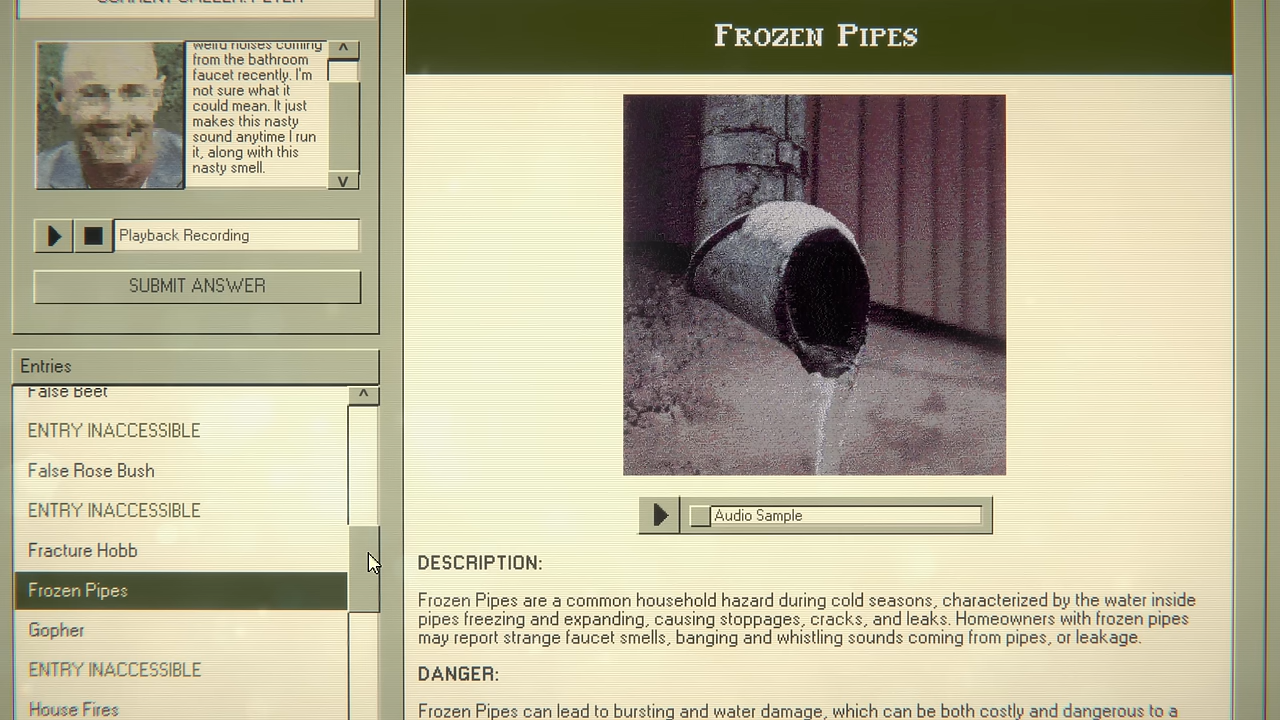 CURRENT CALLER: PETER
weird noises coming
from the bathroom
faucet recently. I'm
not sure what it
could mean. It just
makes this nasty
sound anytime I run
it, along with this
nasty smell.
Playback Recording
SUBMIT ANSWER
Entries
False Beet
ENTRY INACCESSIBLE
False Rose Bush
ENTRY INACCESSIBLE
Fracture Hobb
Frozen Pipes
Gopher
ENTRY INACCESSIBLE
House Fires
FROZEN PIPES
Audio Sample
DESCRIPTION:
Frozen Pipes are a common household hazard during cold seasons, characterized by the water inside
pipes freezing and expanding, causing stoppages, cracks, and leaks. Homeowners with frozen pipes
may report strange faucet smells, banging and whistling sounds coming from pipes, or leakage.
DANGER:
Frozen Pipes can lead to bursting and water damage, which can be both costly and dangerous to a